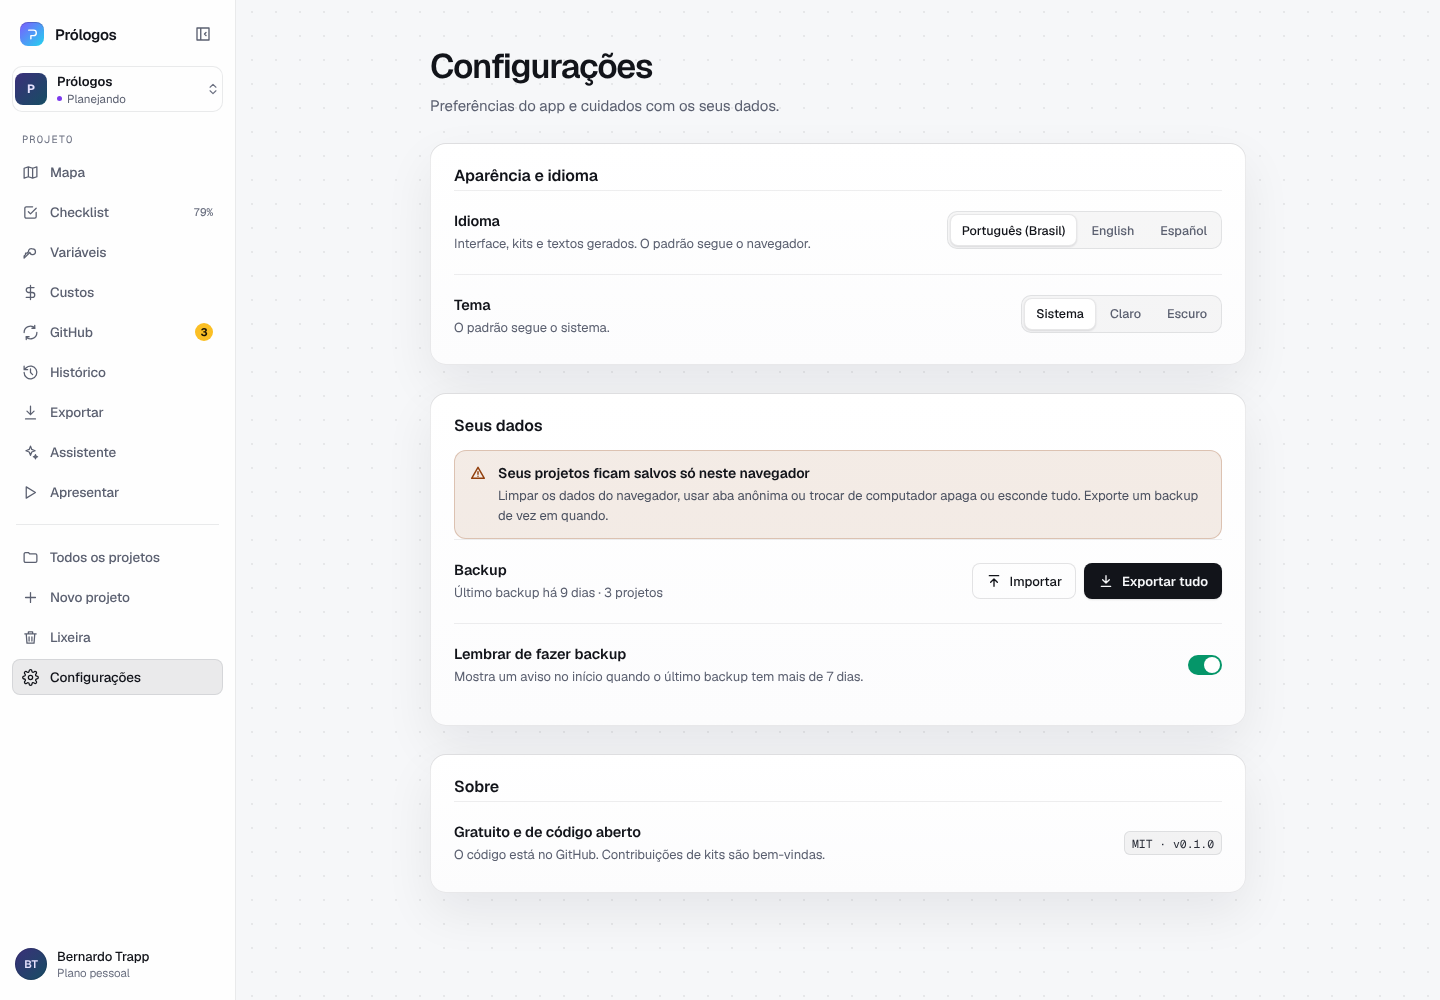 Prólogos
P
Prólogos
Planejando
PROJETO
Mapa
Checklist
79%
Variáveis
Custos
GitHub
3
Histórico
Exportar
Assistente
Apresentar
Todos os projetos
Novo projeto
Lixeira
Configurações
BT
Bernardo Trapp
Plano pessoal
Configurações
Preferências do app e cuidados com os seus dados.
Aparência e idioma
Idioma
Interface, kits e textos gerados. O padrão segue o navegador.
Português (Brasil)
English
Español
Tema
O padrão segue o sistema.
Sistema
Claro
Escuro
Seus dados
Seus projetos ficam salvos só neste navegador
Limpar os dados do navegador, usar aba anônima ou trocar de computador apaga ou esconde tudo. Exporte um backup
de vez em quando.
Backup
Último backup há 9 dias · 3 projetos
Importar
Exportar tudo
Lembrar de fazer backup
Mostra um aviso no início quando o último backup tem mais de 7 dias.
Sobre
Gratuito e de código aberto
O código está no GitHub. Contribuições de kits são bem-vindas.
MIT · v0.1.0